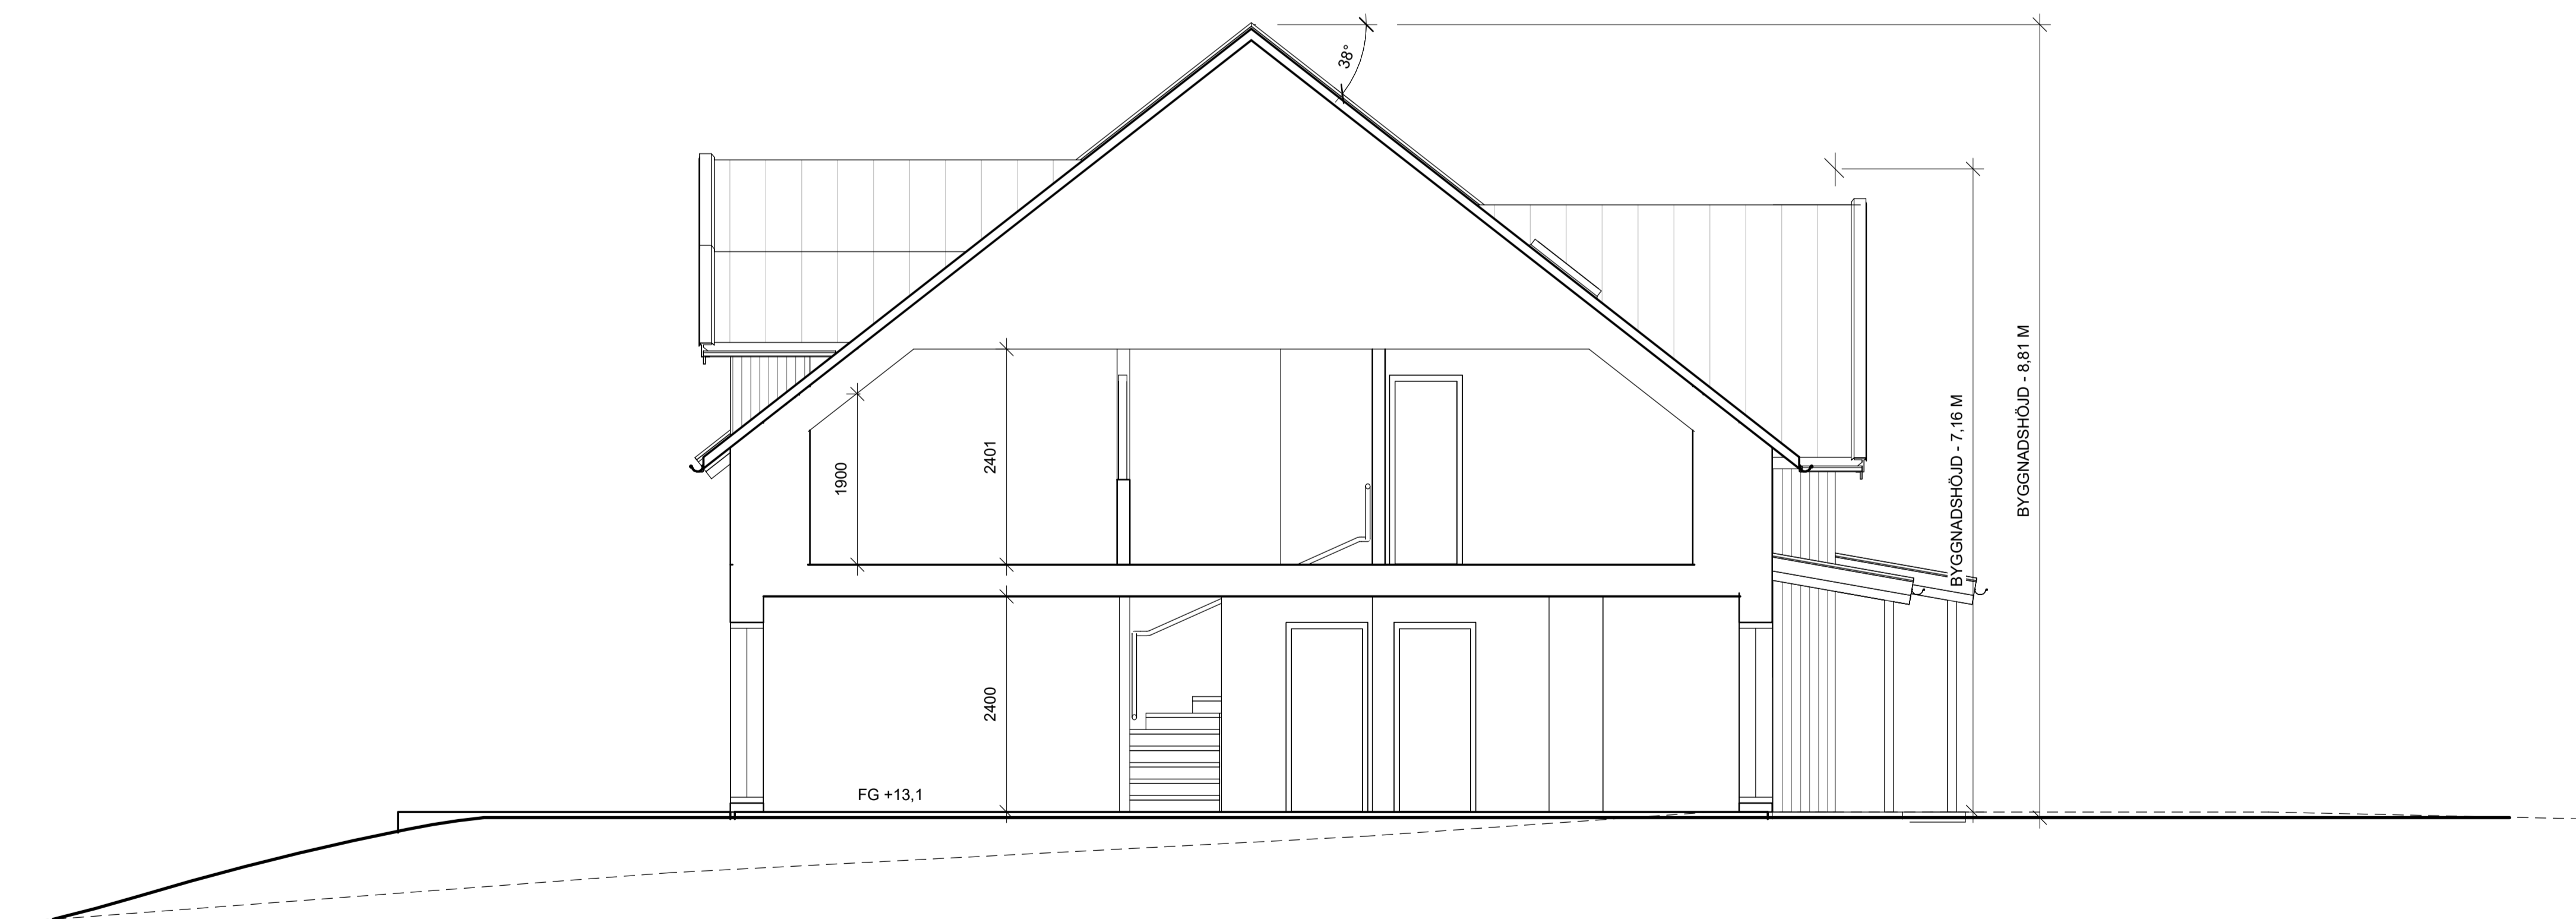 38°
BYGGNADSHÖJD - 8,81 M
BYGGNADSHÖJD - 7,16 M
1900
2401
2400
FG +13,1